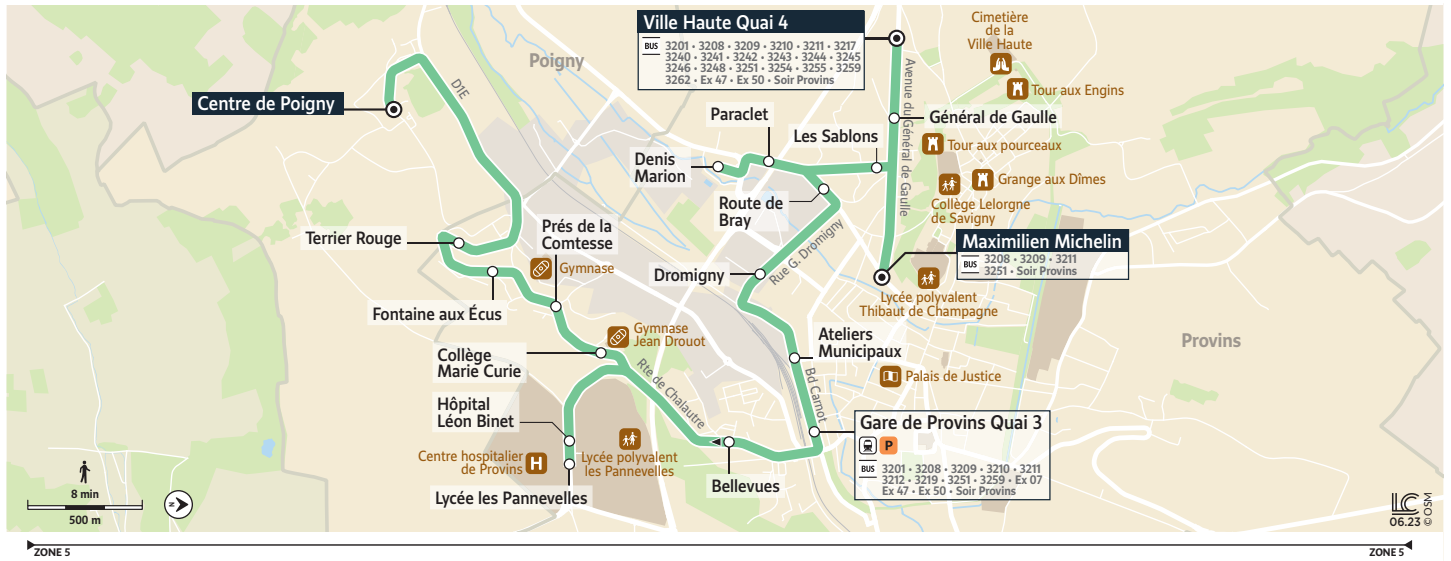 Ville Haute Quai 4
BUS
3201 • 3208 • 3209 • 3210 • 3211 • 3217
3240 • 3241 • 3242 • 3243 • 3244 • 3245
3246 • 3248 • 3251 • 3254 • 3255 • 3259
3262 • Ex 47 • Ex 50 • Soir Provins
Cimetière
de la
Ville Haute
Poigny
D1E
Centre de Poigny
Tour aux Engins
Avenue du Général de Gaulle
Général de Gaulle
Paraclet
Les Sablons
Tour aux pourceaux
Denis
Marion
Grange aux Dîmes
Collège Lelorgne
de Savigny
Route de
Bray
Prés de la
Comtesse
Terrier Rouge
Rue G. Dromigny
Maximilien Michelin
BUS
3208 • 3209 • 3211
3251 • Soir Provins
Gymnase
Dromigny
Lycée polyvalent
Thibaut de Champagne
Fontaine aux Écus
Gymnase
Jean Drouot
Ateliers
Municipaux
Provins
Collège
Marie Curie
Rte de Chalautre
Bd Carnot
Palais de Justice
Hôpital
Léon Binet
Gare de Provins Quai 3
P
BUS
3201 • 3208 • 3209 • 3210 • 3211
3212 • 3219 • 3251 • 3259 • Ex 07
Ex 47 • Ex 50 • Soir Provins
Centre hospitalier
de Provins
H
Lycée polyvalent
les Pannevelles
Bellevues
Lycée les Pannevelles
8 min
500 m
N
LC
06.23
© OSM
ZONE 5
ZONE 5